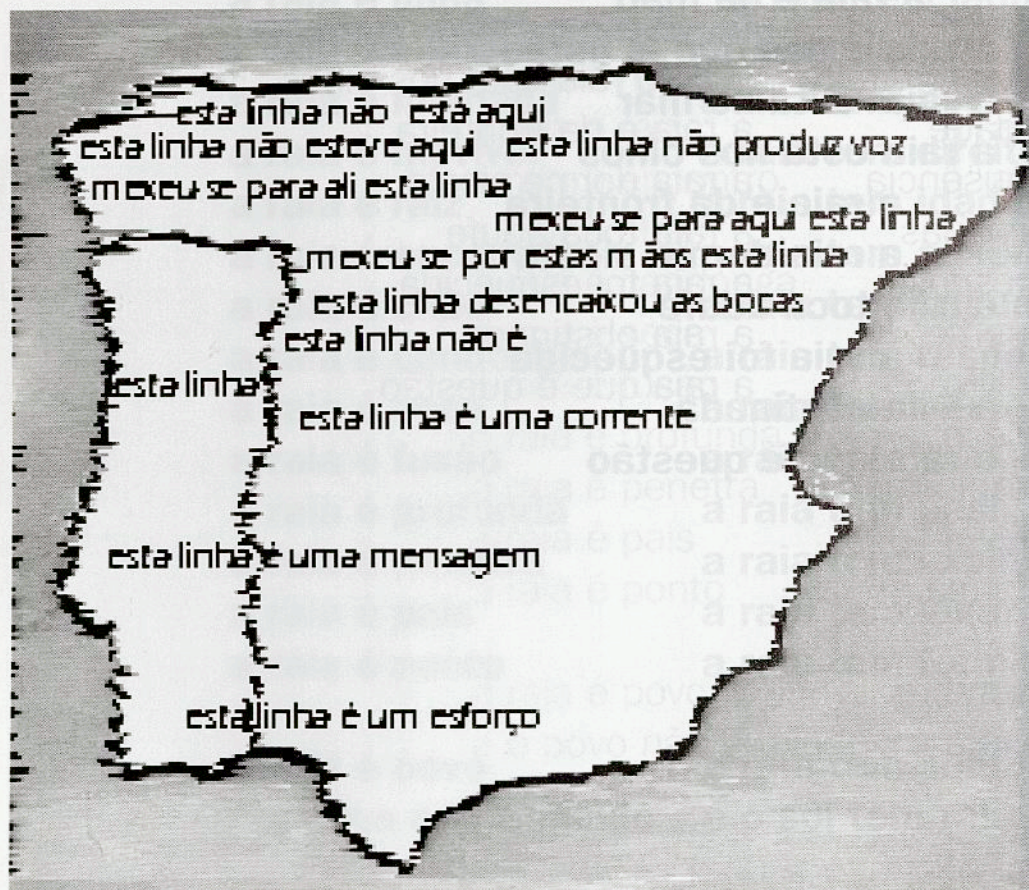 esta linha não está aqui
esta linha não esteve aqui
esta linha não produz voz
mexeu-se para ali esta linha
mexeu-se para aqui esta linha
mexeu-se por estas mãos esta linha
esta linha desencaixou as bocas
esta linha não é
esta linha
esta linha é uma corrente
esta linha é uma mensagem
esta linha é um esforço